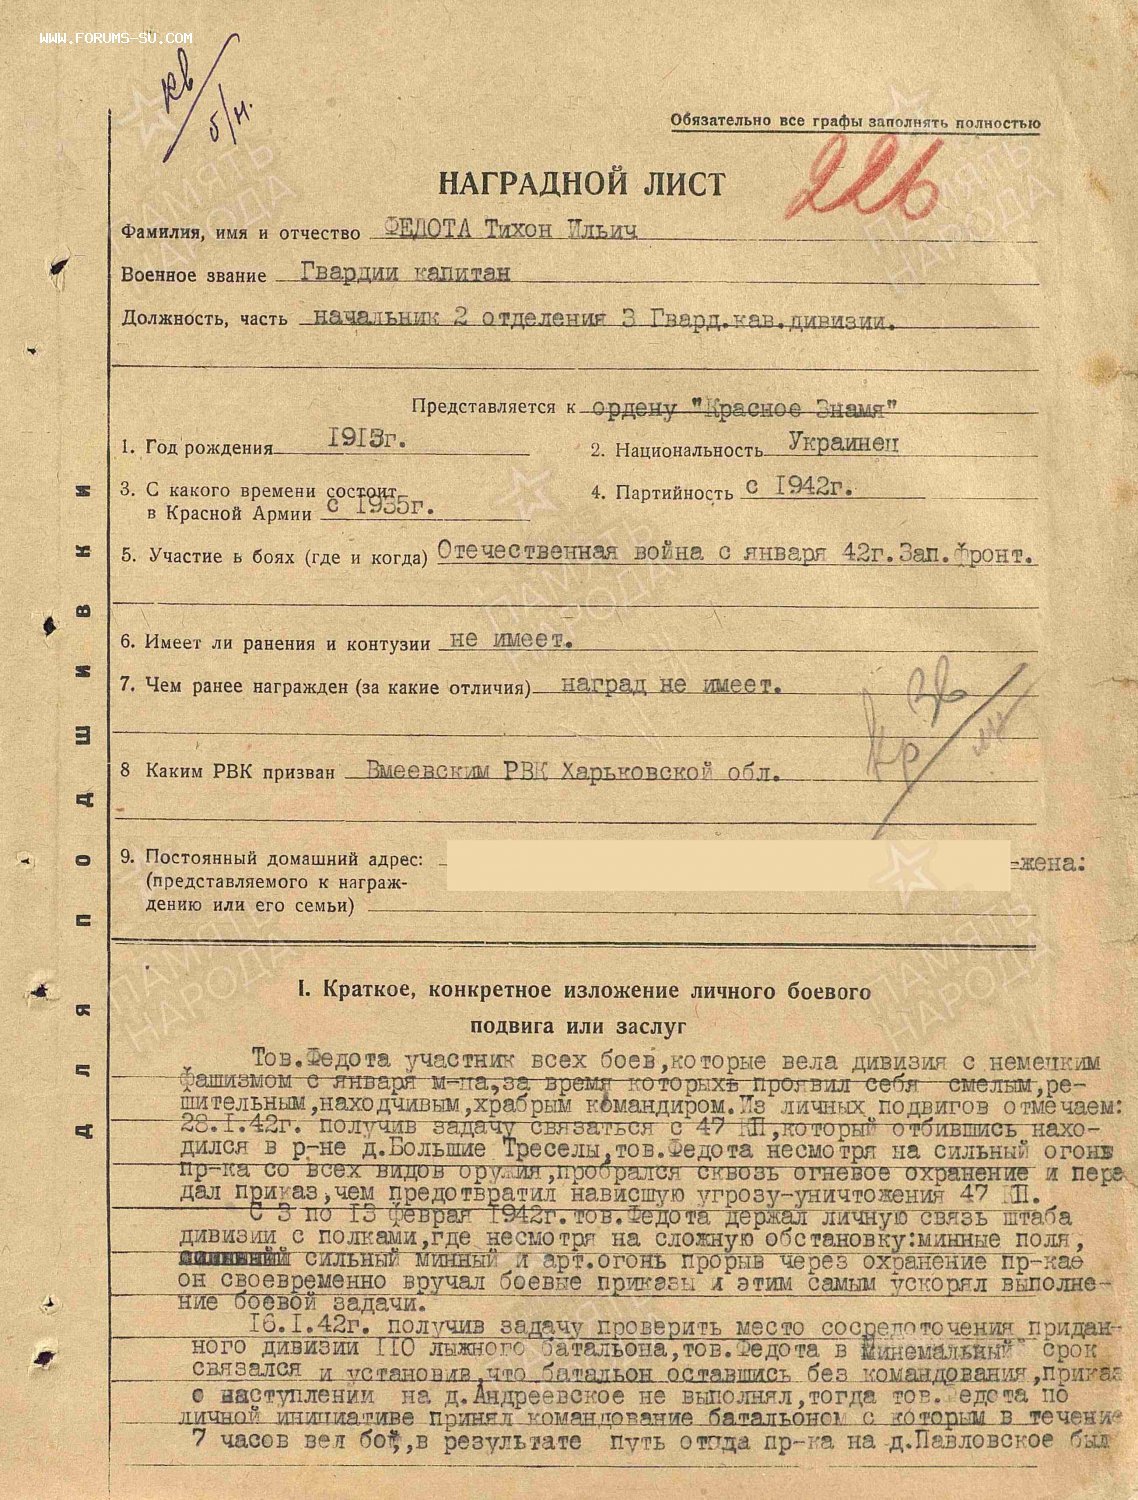 WWW.FORUMS-SU.COM
кв
б/н.
Обязательно все графы заполнять полностью
226
НАГРАДНОЙ ЛИСТ
Фамилия, имя и отчество ФЕДОТА Тихон Ильич
Военное звание Гвардии капитан
Должность, часть начальник 2 отделения 3 Гвард.кав.дивизии.
Представляется к ордену "Красное Знамя"
1. Год рождения 1913г. 2. Национальность Украинец
3. С какого времени состоит
в Красной Армии с 1935г. 4. Партийность с 1942г.
5. Участие в боях (где и когда) Отечественная война с января 42г. Зап. фронт.
6. Имеет ли ранения и контузии не имеет.
7. Чем ранее награжден (за какие отличия) наград не имеет.
Кр Зв
8 Каким РВК призван Вмеевским РВК Харьковской обл.
9. Постоянный домашний адрес: -жена:
(представляемого к награж-
дению или его семьи)
ДЛЯ ПОДШИВКИ
I. Краткое, конкретное изложение личного боевого
подвига или заслуг
Тов.Федота участник всех боев,которые вела дивизия с немецким
фашизмом с января м-ца,за время которых проявил себя смелым,ре-
шительным,находчивым,храбрым командиром.Из личных подвигов отмечаем:
28.I.42г. получив задачу связаться с 47 КП,который отбившись нахо-
дился в р-не д.Большие Треселы,тов.Федота несмотря на сильный огонь
пр-ка со всех видов оружия,пробрался сквозь огневое охранение и пере
дал приказ,чем предотвратил нависшую угрозу-уничтожения 47 КП.
С 3 по 13 феврая 1942г. тов.Федота держал личную связь штаба
дивизии с полками,где несмотря на сложную обстановку:минные поля,
сильный минный и арт.огонь прорыв через охранение пр-кае
он своевременно вручал боевые приказы и этим самым ускорял выполне-
ние боевой задачи.
16.I.42г. получив задачу проверить место сосредоточения придан-
ного дивизии 110 лыжного батальона,тов.Федота в минемальный срок
связался и установив,что батальон оставшись без командования,приказ
о наступлении на д.Андреевское не выполнял,тогда тов.Федота по
личной инициативе принял командование батальоном с которым в течение
7 часов вел бой,в результате путь отхода пр-ка на д.Павловское был
ПАМЯТЬ
НАРОДА